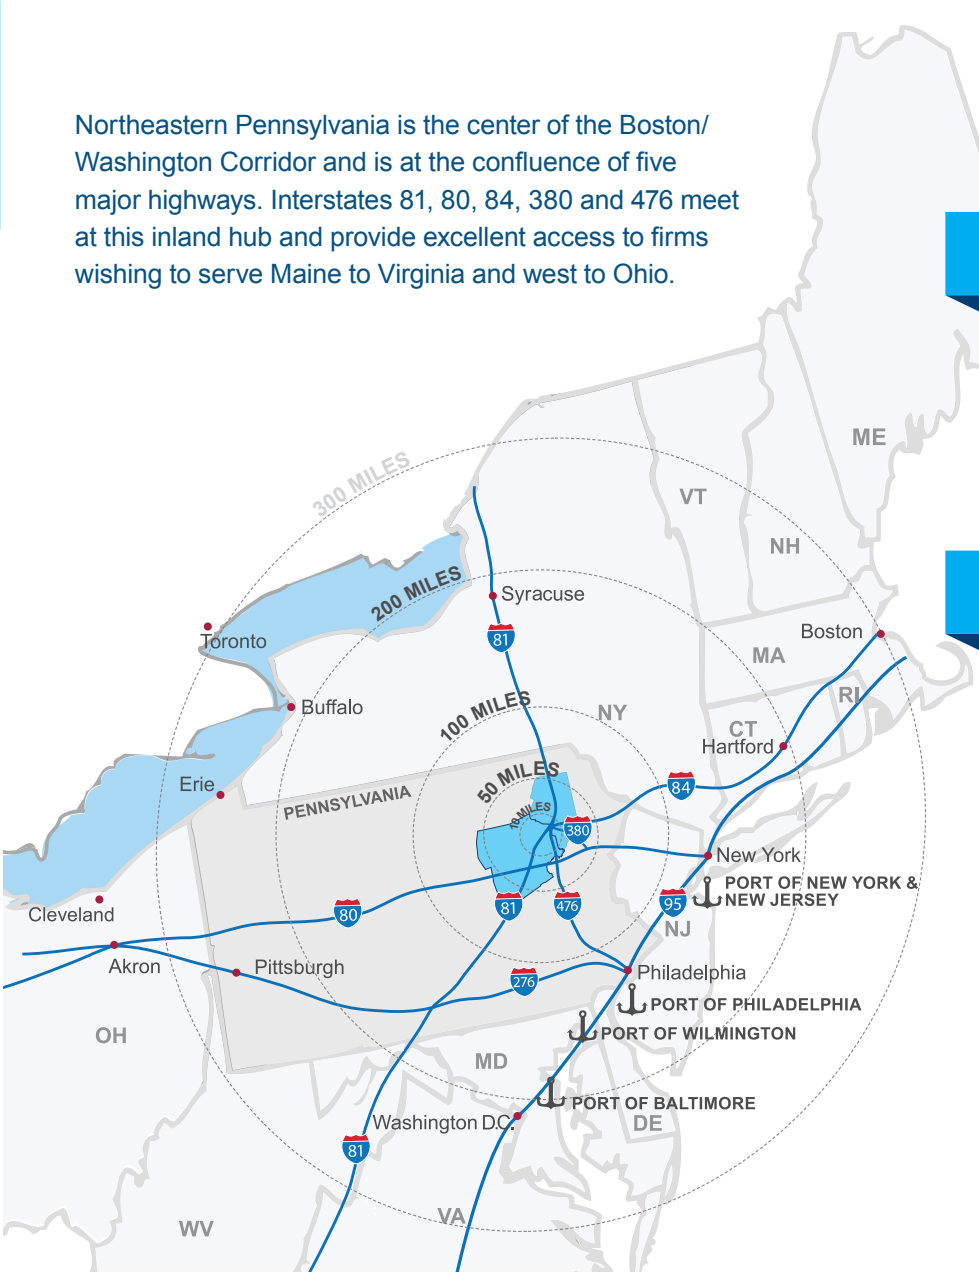 Northeastern Pennsylvania is the center of the Boston/
Washington Corridor and is at the confluence of five
major highways. Interstates 81, 80, 84, 380 and 476 meet
at this inland hub and provide excellent access to firms
wishing to serve Maine to Virginia and west to Ohio.
ME
300 MILES
VT
NH
200 MILES
Syracuse
Toronto
81
Boston
MA
RI
Buffalo
100 MILES
NY
CT
Hartford
50 MILES
Erie
84
PENNSYLVANIA
10 MILES
380
New York
PORT OF NEW YORK &
NEW JERSEY
Cleveland
80
81
476
95
NJ
Akron
Pittsburgh
276
Philadelphia
PORT OF PHILADELPHIA
OH
PORT OF WILMINGTON
MD
PORT OF BALTIMORE
Washington D.C.
DE
81
WV
VA